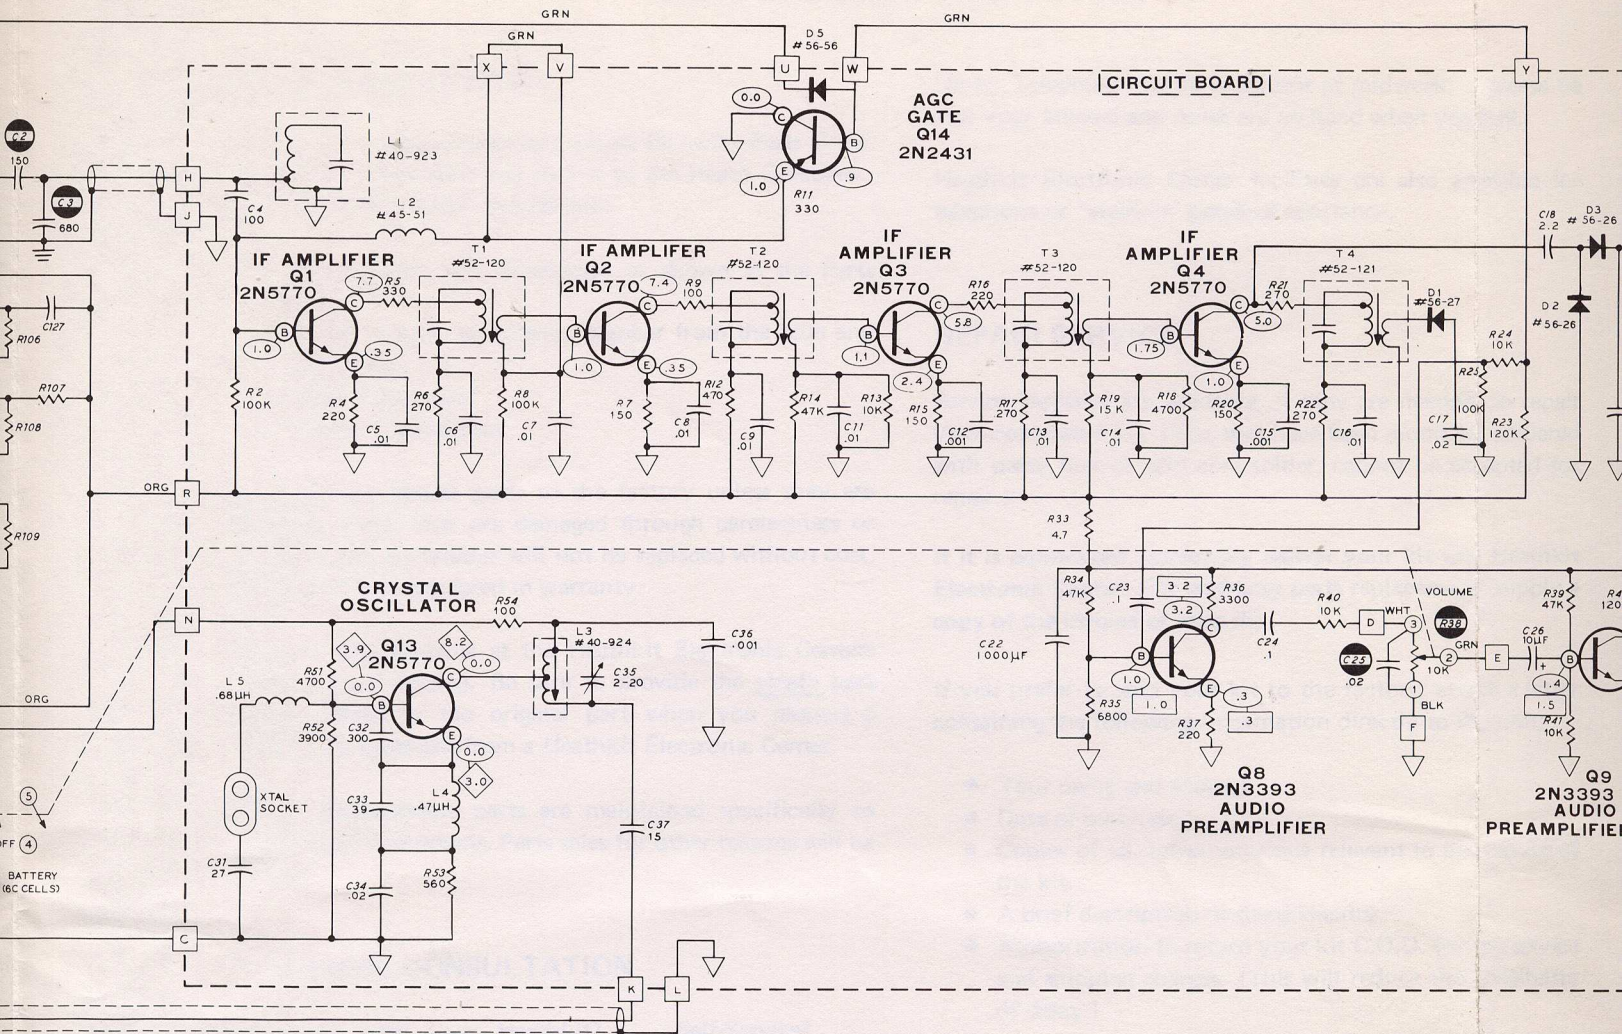 GRN
GRN
GRN
D5
#56-56
X
V
U
W
Y
CIRCUIT BOARD
AGC
GATE
Q14
2N2431
0.0
C
B
E
1.0
.9
R11
330
C2
150
C3
680
H
J
C4
100
L1
#40-923
L2
#45-51
IF AMPLIFIER
Q1
2N5770
7.7
R5
330
C
B
E
1.0
.35
T1
#52-120
IF AMPLIFER
Q2
2N5770
7.4
R9
100
C
B
E
1.0
.35
T2
#52-120
IF
AMPLIFIER
Q3
2N5770
R16
220
C
B
E
5.8
1.1
2.4
T3
#52-120
IF
AMPLIFIER
Q4
2N5770
R21
270
C
B
E
5.0
1.75
1.0
T4
#52-121
D1
#56-27
C18
2.2
D3
#56-26
D2
#56-26
R24
10K
R25
100K
R23
120K
C17
.02
C127
R106
R107
R108
R109
R2
100K
R4
220
C5
.01
R6
270
C6
.01
R8
100K
C7
.01
R7
150
C8
.01
R12
470
C9
.01
R14
47K
C11
.01
R13
10K
R15
150
C12
.001
R17
270
C13
.01
R19
15K
C14
.01
R18
4700
R20
150
C15
.001
R22
270
C16
.01
ORG
R
R33
4.7
CRYSTAL
OSCILLATOR
N
R54
100
L3
#40-924
Q13
2N5770
3.9
8.2
0.0
0.0
C
B
E
0.0
3.0
R51
4700
L5
.68µH
R52
3900
C32
300
C35
2-20
C36
.001
ORG
XTAL
SOCKET
C33
39
L4
.47µH
C34
.02
R53
560
C31
27
C37
15
5
OFF 4
BATTERY
(6C CELLS)
C
K
L
R34
47K
C23
.1
3.2
3.2
R36
3300
C22
1000µF
C
B
E
1.0
1.0
.3
.3
R35
6800
R37
220
C24
.1
R40
10K
D
WHT
VOLUME
R38
3
2
1
10K
GRN
C25
.02
BLK
F
E
C26
10µF
+
B
1.4
1.5
R39
47K
R41
10K
R4
120
Q8
2N3393
AUDIO
PREAMPLIFIER
Q9
2N3393
AUDIO
PREAMPLIFIE